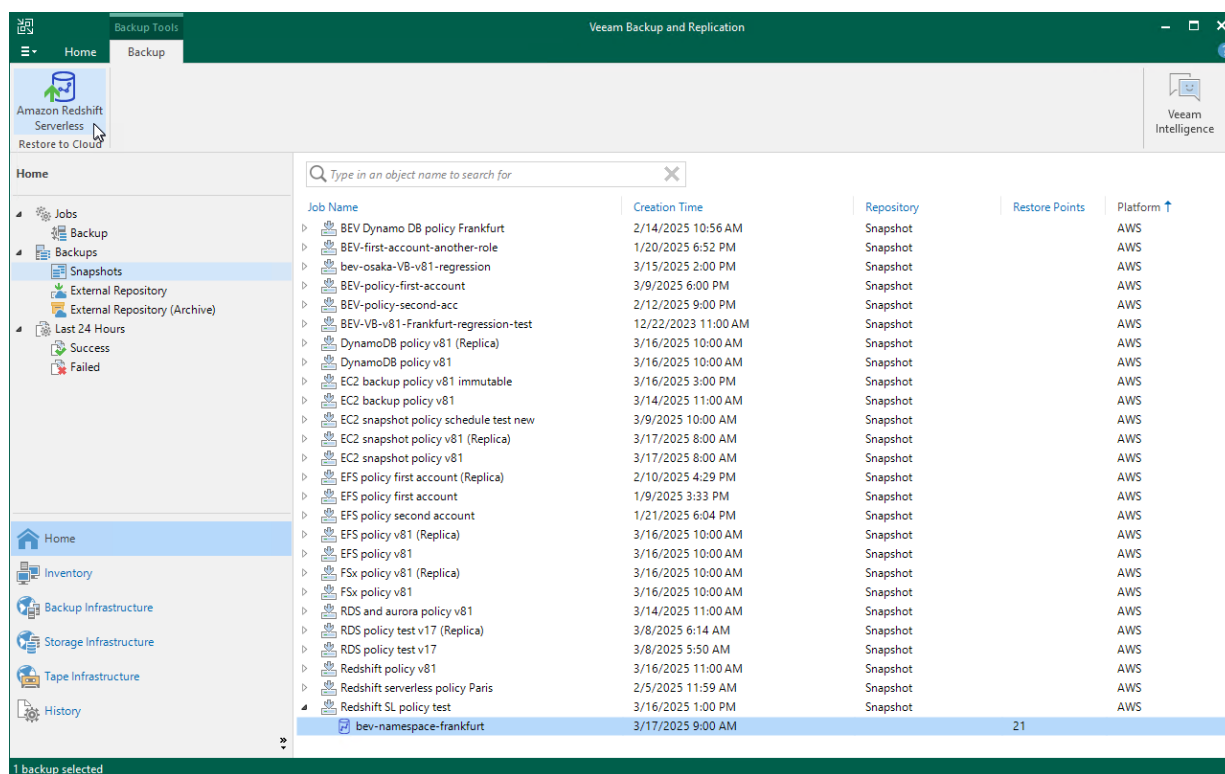 Backup Tools
Veeam Backup and Replication
Home
Backup
Amazon Redshift
Serverless
Restore to Cloud
Veeam
Intelligence
Home
Type in an object name to search for
Jobs
Backup
Backups
Snapshots
External Repository
External Repository (Archive)
Last 24 Hours
Success
Failed
Home
Inventory
Backup Infrastructure
Storage Infrastructure
Tape Infrastructure
History
Job Name Creation Time Repository Restore Points Platform
BEV Dynamo DB policy Frankfurt 2/14/2025 10:56 AM Snapshot AWS
BEV-first-account-another-role 1/20/2025 6:52 PM Snapshot AWS
bev-osaka-VB-v81-regression 3/15/2025 2:00 PM Snapshot AWS
BEV-policy-first-account 3/9/2025 6:00 PM Snapshot AWS
BEV-policy-second-acc 2/12/2025 9:00 PM Snapshot AWS
BEV-VB-v81-Frankfurt-regression-test 12/22/2023 11:00 AM Snapshot AWS
DynamoDB policy v81 (Replica) 3/16/2025 10:00 AM Snapshot AWS
DynamoDB policy v81 3/16/2025 10:00 AM Snapshot AWS
EC2 backup policy v81 immutable 3/16/2025 3:00 PM Snapshot AWS
EC2 backup policy v81 3/14/2025 11:00 AM Snapshot AWS
EC2 snapshot policy schedule test new 3/9/2025 10:00 AM Snapshot AWS
EC2 snapshot policy v81 (Replica) 3/17/2025 8:00 AM Snapshot AWS
EC2 snapshot policy v81 3/17/2025 8:00 AM Snapshot AWS
EFS policy first account (Replica) 2/10/2025 4:29 PM Snapshot AWS
EFS policy first account 1/9/2025 3:33 PM Snapshot AWS
EFS policy second account 1/21/2025 6:04 PM Snapshot AWS
EFS policy v81 (Replica) 3/16/2025 10:00 AM Snapshot AWS
EFS policy v81 3/16/2025 10:00 AM Snapshot AWS
FSx policy v81 (Replica) 3/16/2025 10:00 AM Snapshot AWS
FSx policy v81 3/16/2025 10:00 AM Snapshot AWS
RDS and aurora policy v81 3/14/2025 11:00 AM Snapshot AWS
RDS policy test v17 (Replica) 3/8/2025 6:14 AM Snapshot AWS
RDS policy test v17 3/8/2025 5:50 AM Snapshot AWS
Redshift policy v81 3/16/2025 11:00 AM Snapshot AWS
Redshift serverless policy Paris 2/5/2025 11:59 AM Snapshot AWS
Redshift SL policy test 3/16/2025 1:00 PM Snapshot AWS
bev-namespace-frankfurt 3/17/2025 9:00 AM 21
1 backup selected